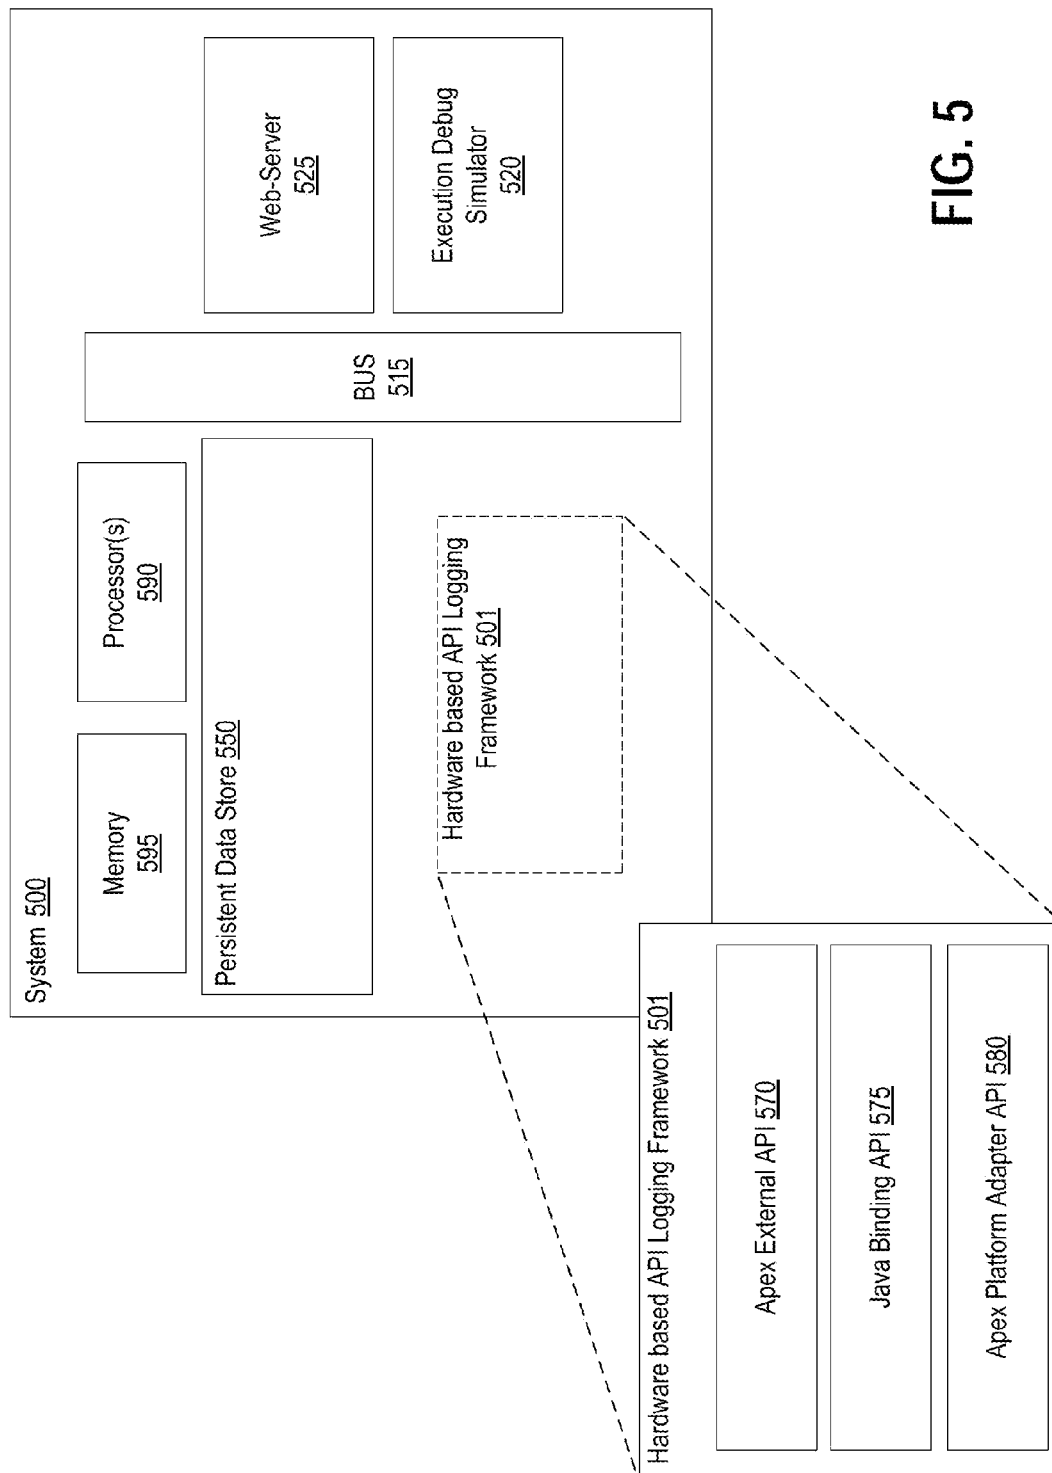 System 500
Memory
595
Processor(s)
590
Persistent Data Store 550
Hardware based API Logging
Framework 501
BUS
515
Web-Server
525
Execution Debug
Simulator
520
Hardware based API Logging Framework 501
Apex External API 570
Java Binding API 575
Apex Platform Adapter API 580
FIG. 5